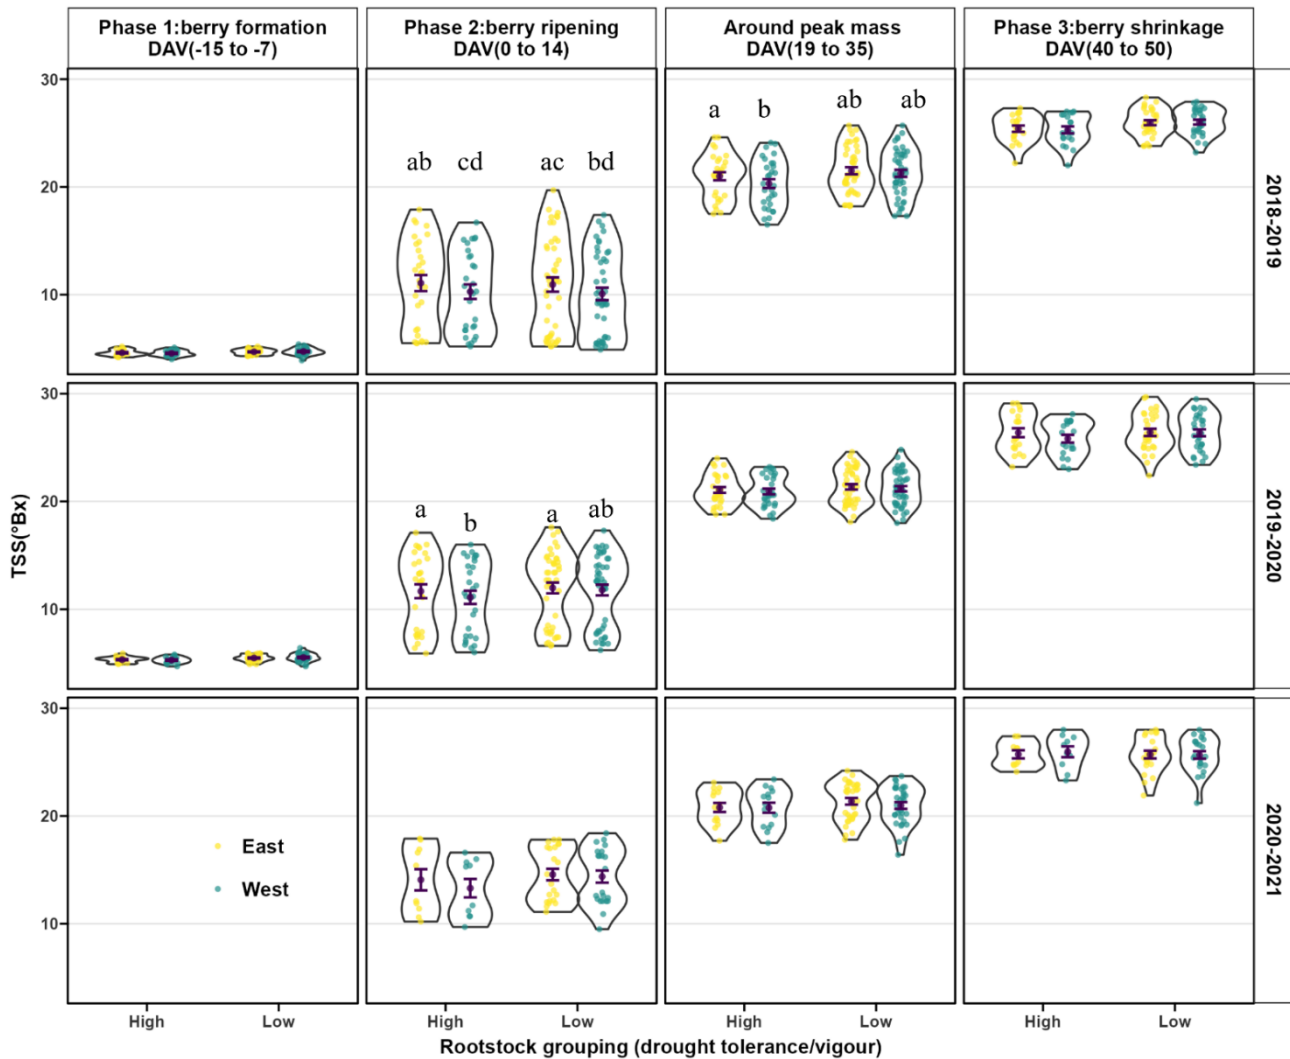 Phase 1:berry formation
DAV(-15 to -7)
Phase 2:berry ripening
DAV(0 to 14)
Around peak mass
DAV(19 to 35)
Phase 3:berry shrinkage
DAV(40 to 50)
30
20
10
ab
cd
ac
bd
a
b
ab
ab
2018-2019
30
20
10
a
b
a
ab
2019-2020
30
20
10
East
West
2020-2021
TSS(°Bx)
High
Low
High
Low
High
Low
High
Low
Rootstock grouping (drought tolerance/vigour)